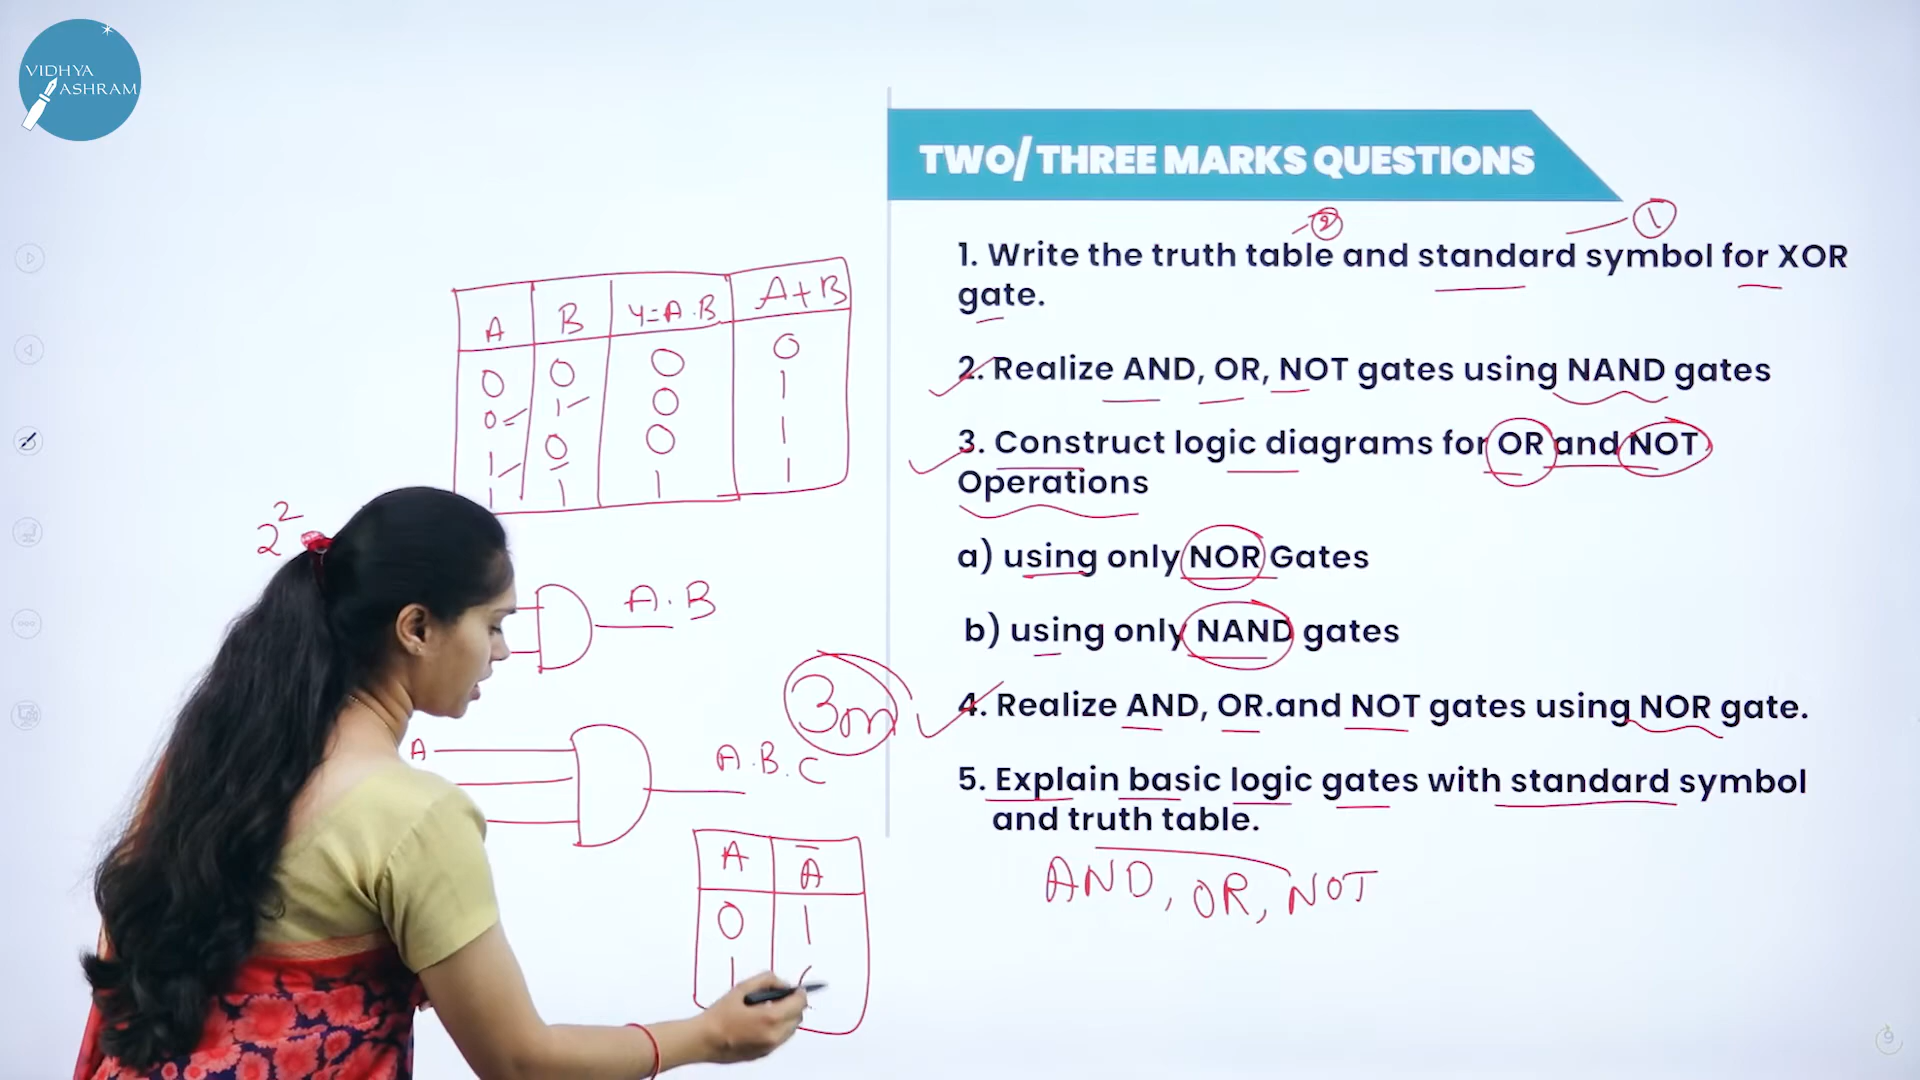 VIDHYA
ASHRAM
TWO/ THREE MARKS QUESTIONS
2 1
1. Write the truth table and standard symbol for XOR
gate.
2. Realize AND, OR, NOT gates using NAND gates
3. Construct logic diagrams for OR and NOT
Operations
a) using only NOR Gates
b) using only NAND gates
4. Realize AND, OR.and NOT gates using NOR gate.
5. Explain basic logic gates with standard symbol
and truth table.
AND, OR, NOT
A B Y=A.B A+B
0 0 0 0
0 1 0 1
1 0 0 1
1 1 1 1
2²
A.B
3m
A
A.B.C
A A̅
0 1
1
9